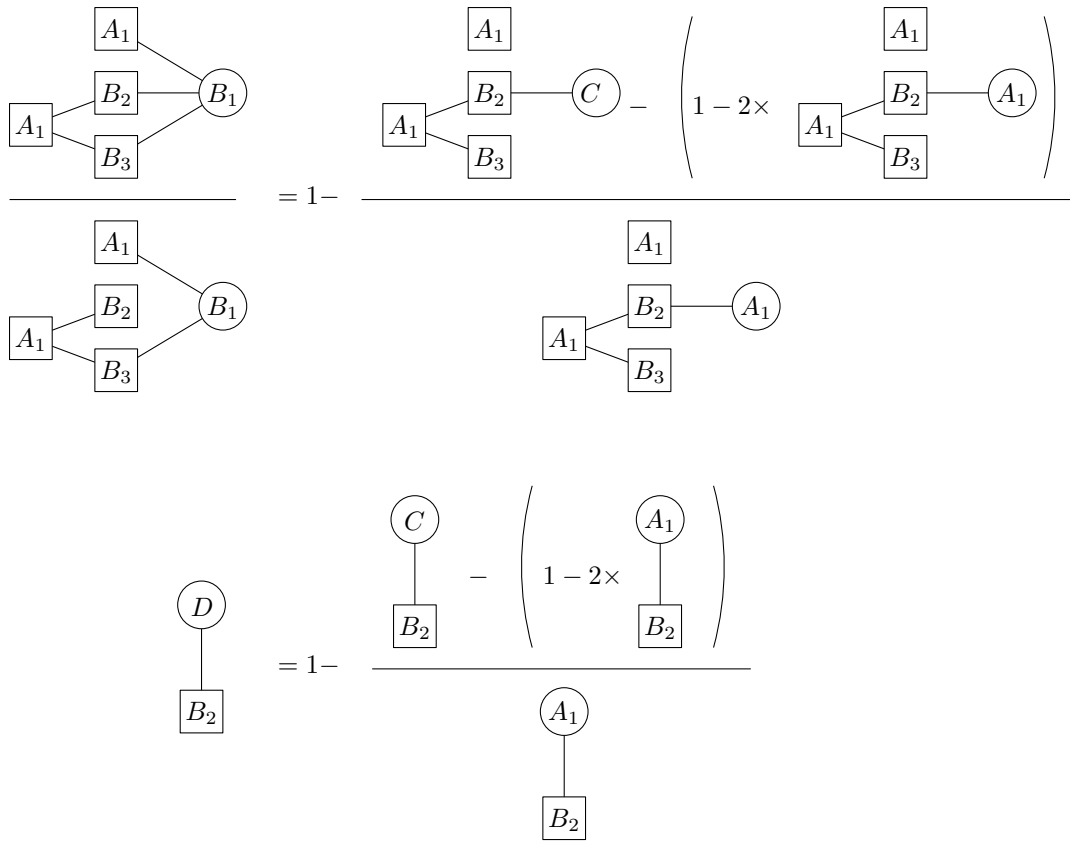 A₁ A₁ A₁
B₂ B₁ B₂ C B₂ A₁
A₁ A₁ − 1 − 2× A₁
B₃ B₃ B₃
= 1−
A₁ A₁
B₂ B₁ B₂ A₁
A₁ A₁
B₃ B₃
C A₁
− 1 − 2×
D
B₂ B₂
= 1−
B₂ A₁
B₂